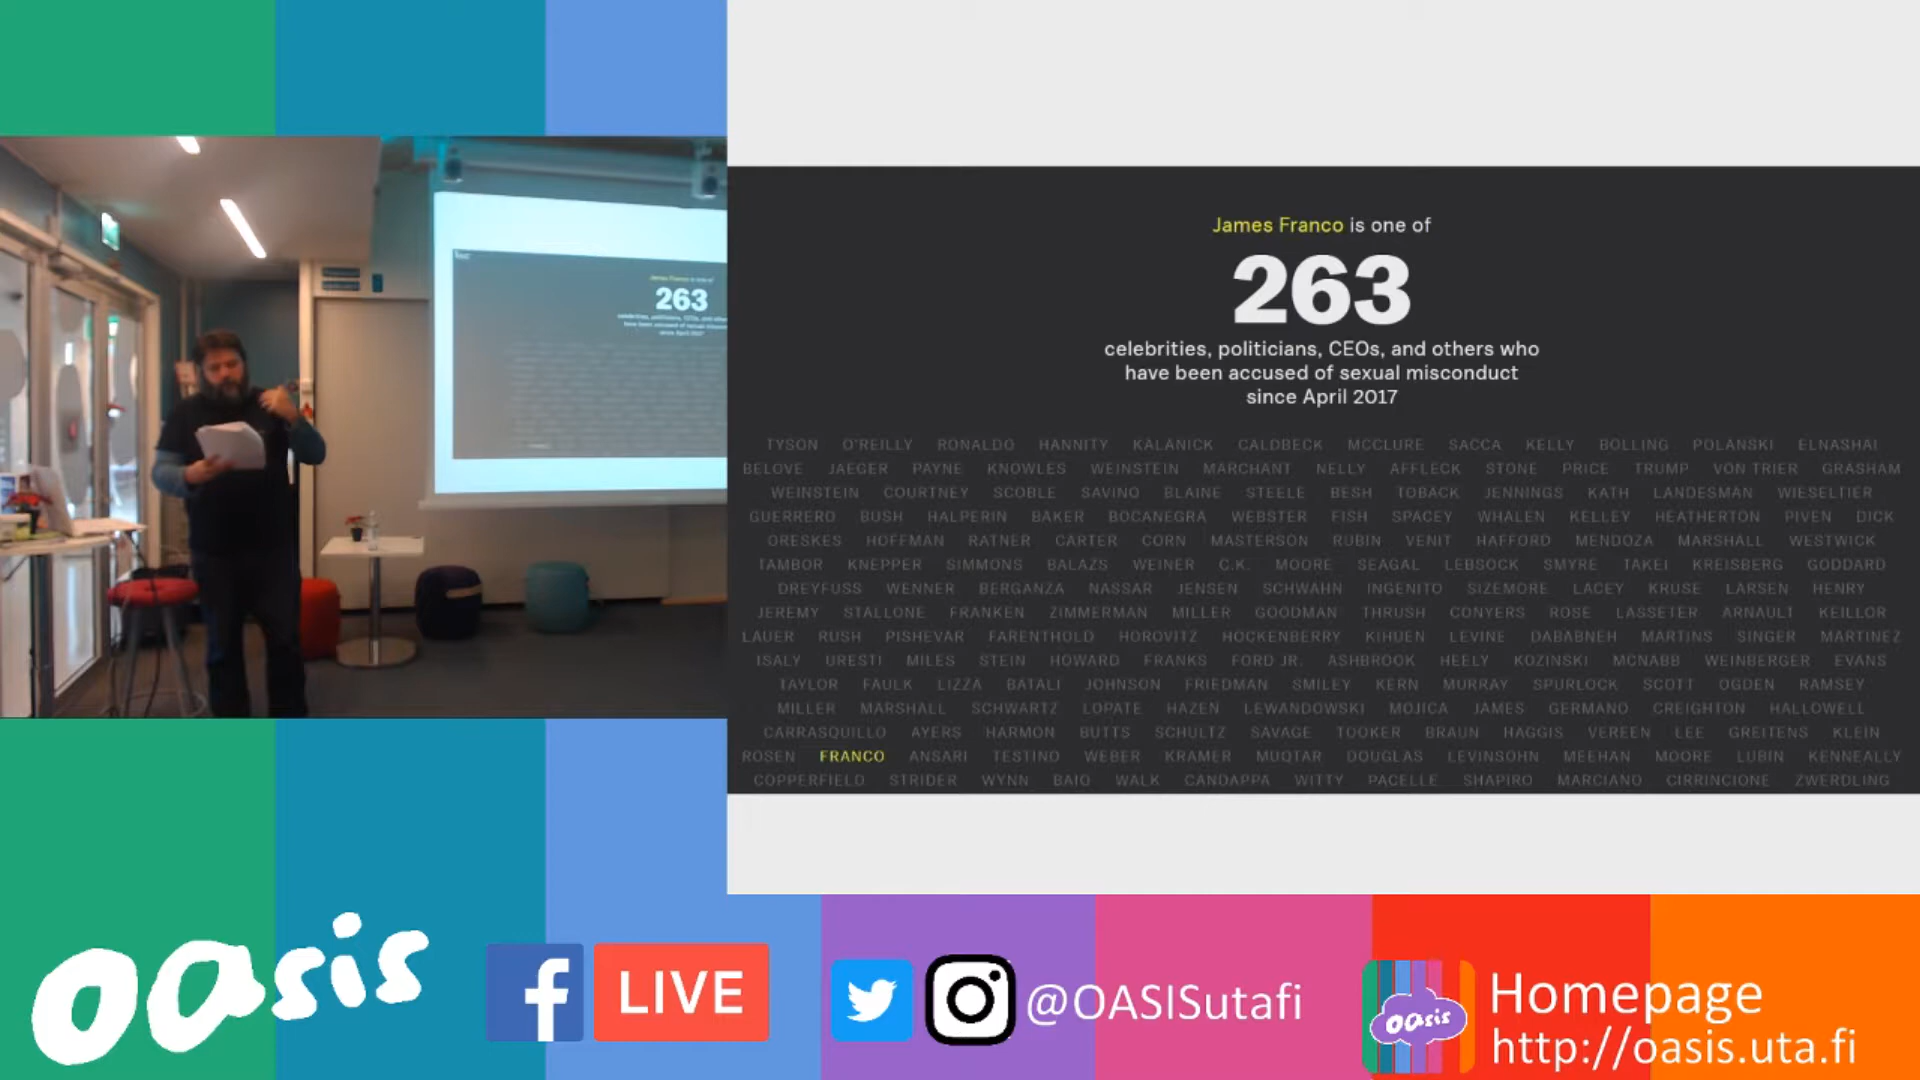 James Franco is one of
263
celebrities, politicians, CEOs, and others who
have been accused of sexual misconduct
since April 2017
TYSON O'REILLY RONALDO HANNITY KALANICK CALDBECK MCCLURE SACCA KELLY BOLLING POLANSKI ELNASHAI
BELOVE JAEGER PAYNE KNOWLES WEINSTEIN MARCHANT NELLY AFFLECK STONE PRICE TRUMP VON TRIER GRASHAM
WEINSTEIN COURTNEY SCOBLE SAVINO BLAINE STEELE BESH TOBACK JENNINGS KATH LANDESMAN WIESELTIER
GUERRERO BUSH HALPERIN BAKER BOCANEGRA WEBSTER FISH SPACEY WHALEN KELLEY HEATHERTON PIVEN DICK
ORESKES HOFFMAN RATNER CARTER CORN MASTERSON RUBIN VENIT HAFFORD MENDOZA MARSHALL WESTWICK
TAMBOR KNEPPER SIMMONS BALAZS WEINER C.K. MOORE SEAGAL LEBSOCK SMYRE TAKEI KREISBERG GODDARD
DREYFUSS WENNER BERGANZA NASSAR JENSEN SCHWAHN INGENITO SIZEMORE LACEY KRUSE LARSEN HENRY
JEREMY STALLONE FRANKEN ZIMMERMAN MILLER GOODMAN THRUSH CONYERS ROSE LASSETER ARNAULT KEILLOR
LAUER RUSH PISHEVAR FARENTHOLD HOROVITZ HOCKENBERRY KIHUEN LEVINE DABABNEH MARTINS SINGER MARTINEZ
ISALY URESTI MILES STEIN HOWARD FRANKS FORD JR. ASHBROOK HEELY KOZINSKI MCNABB WEINBERGER EVANS
TAYLOR FAULK LIZZA BATALI JOHNSON FRIEDMAN SMILEY KERN MURRAY SPURLOCK SCOTT OGDEN RAMSEY
MILLER MARSHALL SCHWARTZ LOPATE HAZEN LEWANDOWSKI MOJICA JAMES GERMANO CREIGHTON HALLOWELL
CARRASQUILLO AYERS HARMON BUTTS SCHULTZ SAVAGE TOOKER BRAUN HAGGIS VEREEN LEE GREITENS KLEIN
ROSEN FRANCO ANSARI TESTINO WEBER KRAMER MUQTAR DOUGLAS LEVINSOHN MEEHAN MOORE LUBIN KENNEALLY
COPPERFIELD STRIDER WYNN BAIO WALK CANDAPPA WITTY PACELLE SHAPIRO MARCIANO CIRRINCIONE ZWERDLING
James Franco is one of
263
oasis
f LIVE
@OASISutafi
oasis
Homepage
http://oasis.uta.fi